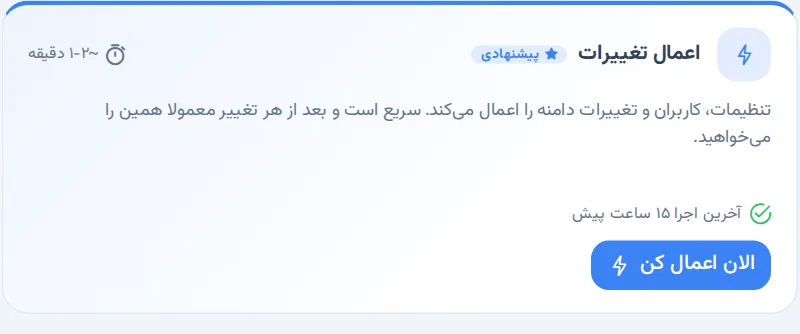 اعمال تغییرات
پیشنهادی
~۱-۲ دقیقه
تنظیمات، کاربران و تغییرات دامنه را اعمال می‌کند. سریع است و بعد از هر تغییر معمولا همین را
می‌خواهید.
آخرین اجرا ۱۵ ساعت پیش
الان اعمال کن